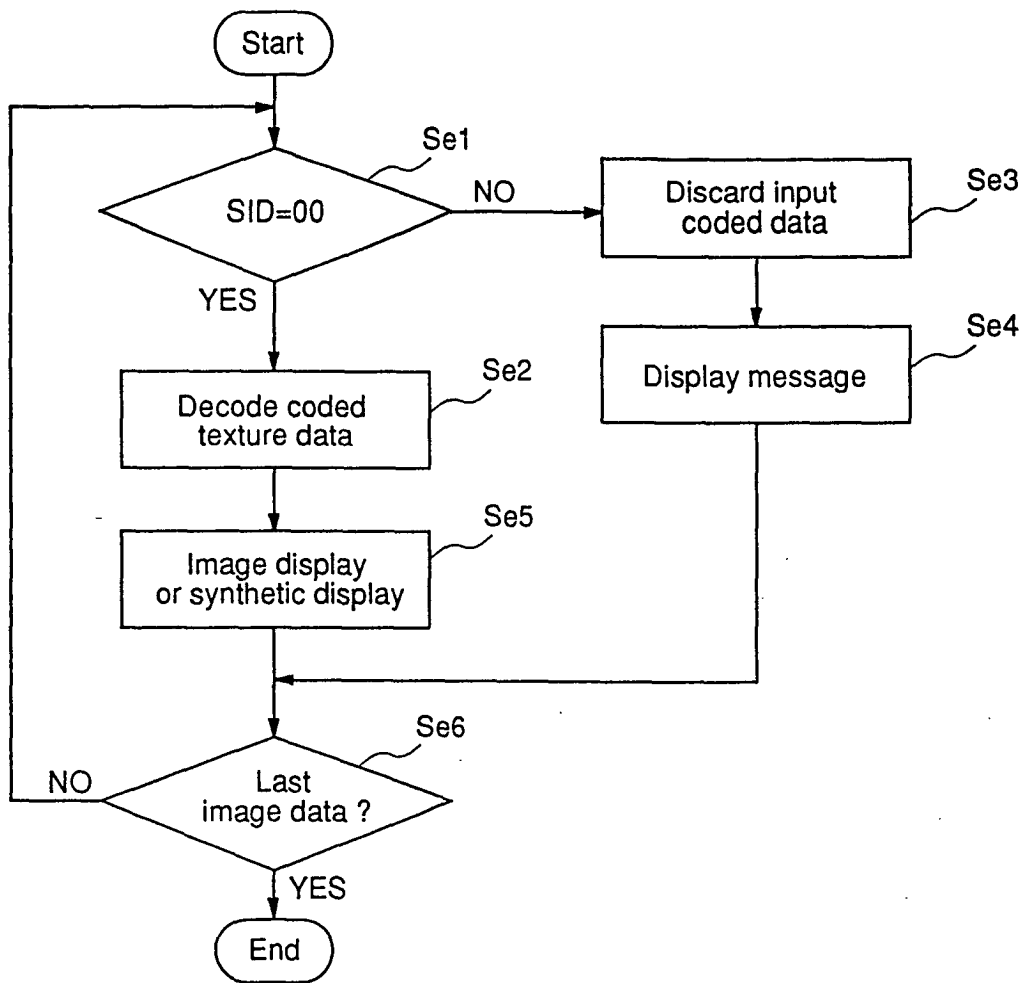 Start
Se1
SID=00
NO
YES
Discard input
coded data
Se3
Display message
Se4
Decode coded
texture data
Se2
Image display
or synthetic display
Se5
Last
image data ?
Se6
NO
YES
End